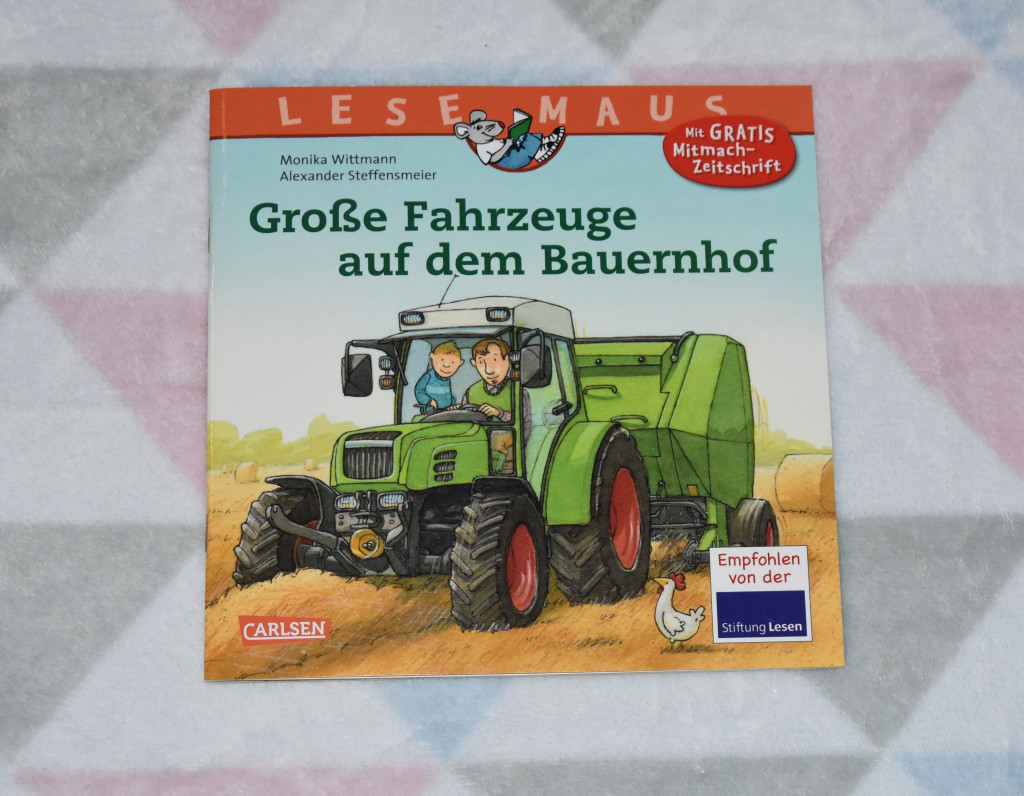 LESEMAUS
Monika Wittmann
Alexander Steffensmeier
Mit GRATIS
Mitmach-
Zeitschrift
Große Fahrzeuge
auf dem Bauernhof
Empfohlen
von der
Stiftung Lesen
CARLSEN